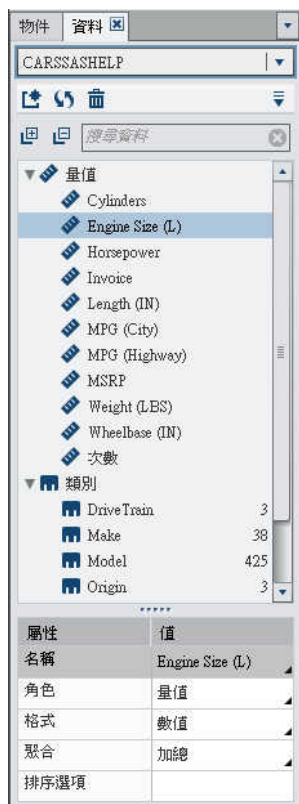 物件 資料
CARSSASHELP
搜尋資料
量值
Cylinders
Engine Size (L)
Horsepower
Invoice
Length (IN)
MPG (City)
MPG (Highway)
MSRP
Weight (LBS)
Wheelbase (IN)
次數
類別
DriveTrain 3
Make 38
Model 425
Origin 3
屬性 值
名稱 Engine Size (L)
角色 量值
格式 數值
聚合 加總
排序選項